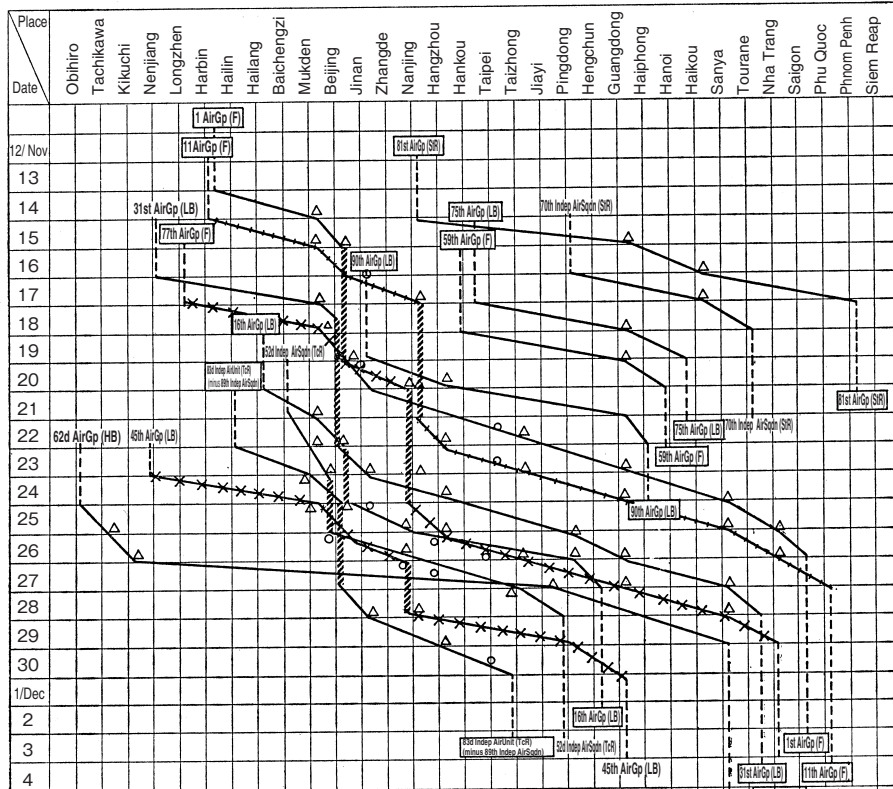 Place
Date
Obihiro
Tachikawa
Kikuchi
Nenjiang
Longzhen
Harbin
Hailin
Hailang
Baichengzi
Mukden
Beijing
Jinan
Zhangde
Nanjing
Hangzhou
Hankou
Taipei
Taizhong
Jiayi
Pingdong
Hengchun
Guangdong
Haiphong
Hanoi
Haikou
Sanya
Tourane
Nha Trang
Saigon
Phu Quoc
Phnom Penh
Siem Reap
1 AirGp (F)
12/ Nov
11AirGp (F)
81st AirGp (StR)
13
14
31st AirGp (LB)
75th AirGp (LB)
70th Indep AirSqdn (StR)
15
77th AirGp (F)
59th AirGp (F)
16
90th AirGp (LB)
17
18
16th AirGp (LB)
52d Indep AirSqdn (TcR)
19
83d Indep AirUnit (TcR)
(minus 89th Indep AirSqdn)
20
81st AirGp (StR)
21
75th AirGp (LB)
70th Indep AirSqdn (StR)
22
62d AirGp (HB)
45th AirGp (LB)
59th AirGp (F)
23
24
90th AirGp (LB)
25
26
27
28
29
30
1/Dec
2
16th AirGp (LB)
3
83d Indep AirUnit (TcR)
(minus 89th Indep AirSqdn)
52d Indep AirSqdn (TcR)
1st AirGp (F)
45th AirGp (LB)
31st AirGp (LB)
11th AirGp (F)
4